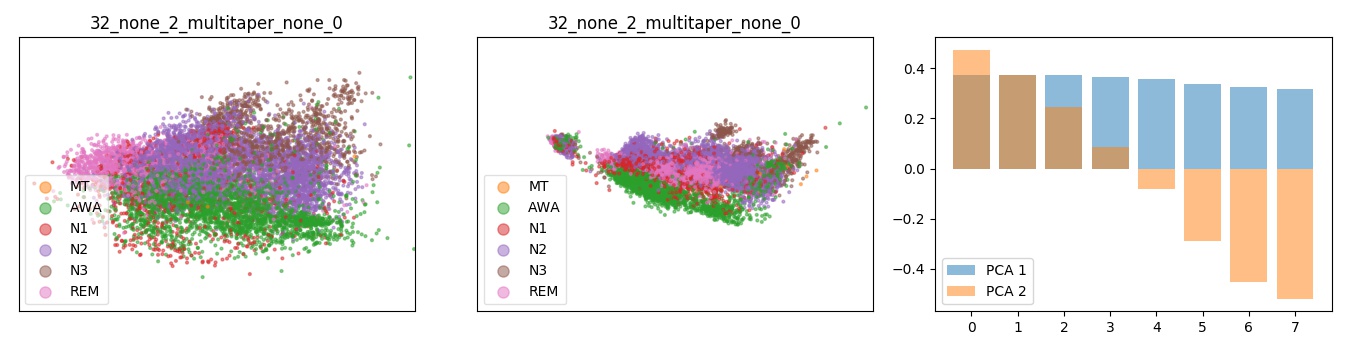 32_none_2_multitaper_none_0
MT
AWA
N1
N2
N3
REM
32_none_2_multitaper_none_0
MT
AWA
N1
N2
N3
REM
0.4
0.2
0.0
−0.2
−0.4
PCA 1
PCA 2
0 1 2 3 4 5 6 7